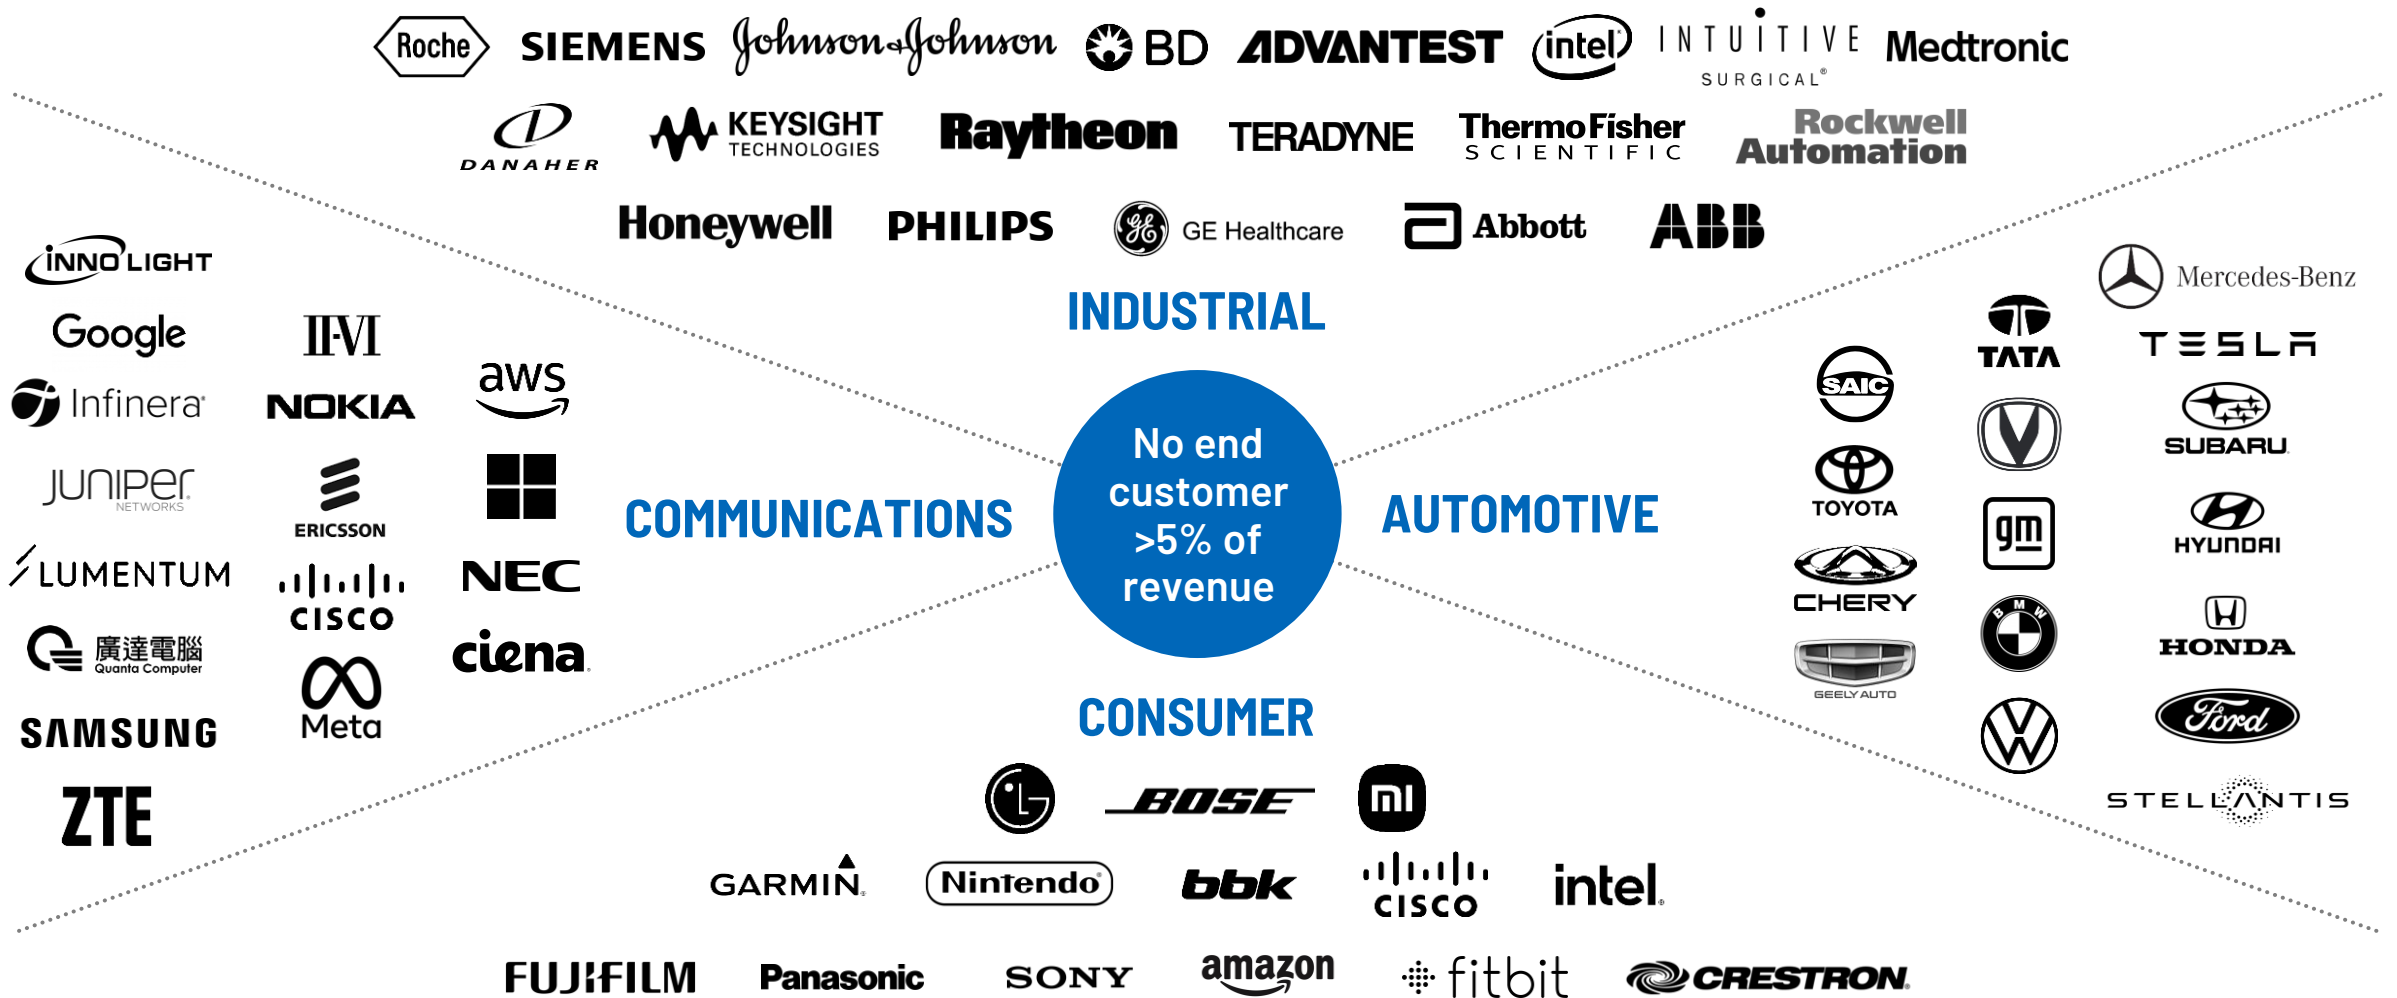 Roche
SIEMENS
Johnson & Johnson
BD
ADVANTEST
intel
INTUITIVE
SURGICAL®
Medtronic
DANAHER
KEYSIGHT
TECHNOLOGIES
Raytheon
TERADYNE
ThermoFisher
SCIENTIFIC
Rockwell
Automation
Honeywell
PHILIPS
GE
GE Healthcare
Abbott
ABB
INDUSTRIAL
INNOLIGHT
Google
Infinera®
JUNIPER
NETWORKS
LUMENTUM
廣達電腦
Quanta Computer
SAMSUNG
ZTE
II-VI
NOKIA
ERICSSON
CISCO
Meta
aws
NEC
ciena
COMMUNICATIONS
No end
customer
>5% of
revenue
AUTOMOTIVE
SAIC
TOYOTA
CHERY
GEELY AUTO
TATA
gm
BMW
VW
Mercedes-Benz
TESLA
SUBARU
HYUNDAI
HONDA
Ford
STELLANTIS
CONSUMER
LG
BOSE
MI
GARMIN
Nintendo®
bbk
CISCO
intel®
FUJIFILM
Panasonic
SONY
amazon
fitbit
CRESTRON